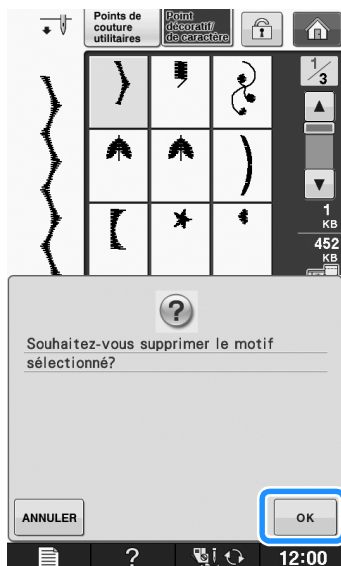 Points de
couture
utilitaires
Point
décoratif/
de caractère
1/3
1
KB
452
KB
?
Souhaitez-vous supprimer le motif
sélectionné?
ANNULER
OK
?
12:00